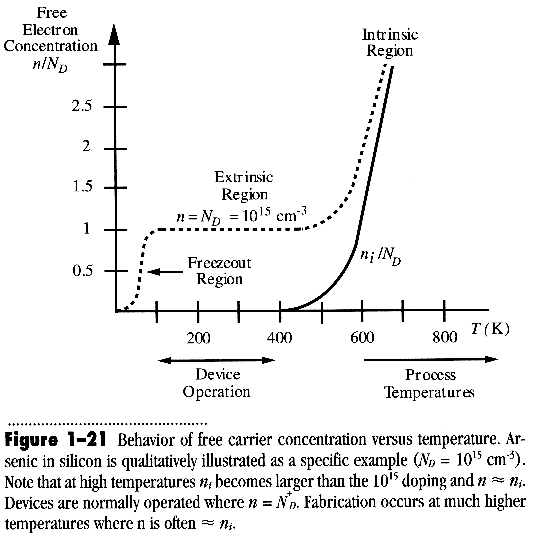 Free
Electron
Concentration
n/N_D
Intrinsic
Region
2.5
2
1.5
Extrinsic
Region
n = N_D = 10^15 cm^-3
1
n_i/N_D
Freezeout
Region
0.5
200
400
600
800
T (K)
Device
Operation
Process
Temperatures
Figure 1–21 Behavior of free carrier concentration versus temperature. Ar-
senic in silicon is qualitatively illustrated as a specific example (N_D = 10^15 cm^-3).
Note that at high temperatures n_i becomes larger than the 10^15 doping and n ≈ n_i.
Devices are normally operated where n = N_D^+. Fabrication occurs at much higher
temperatures where n is often ≈ n_i.